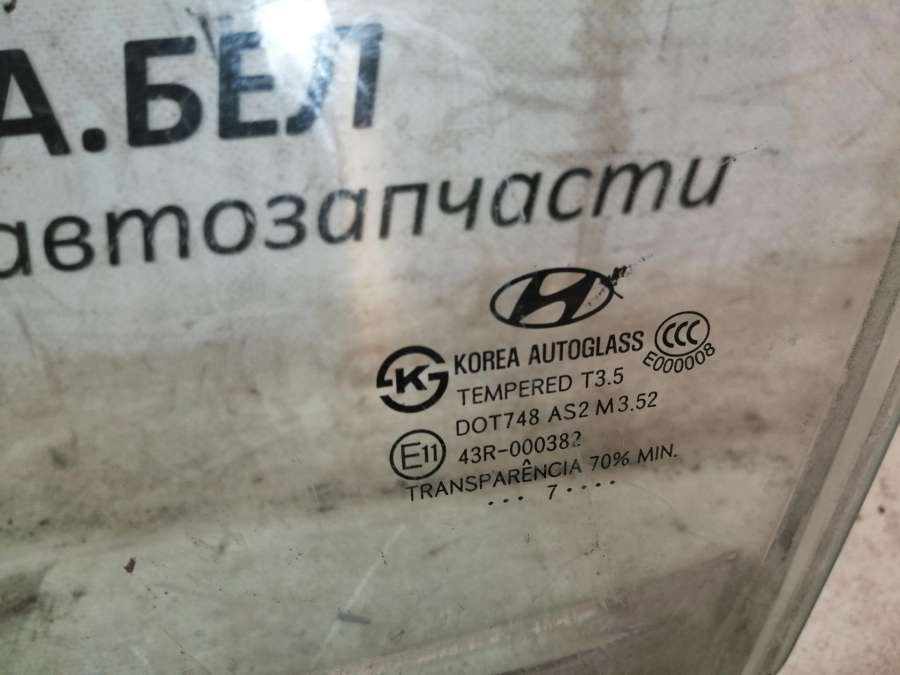 А.БЕЛ
автозапчасти
KOREA AUTOGLASS
CCC
E000008
K
TEMPERED T3.5
DOT748 AS2 M3.52
E11 43R-000382
TRANSPARÊNCIA 70% MIN.
... 7 ....